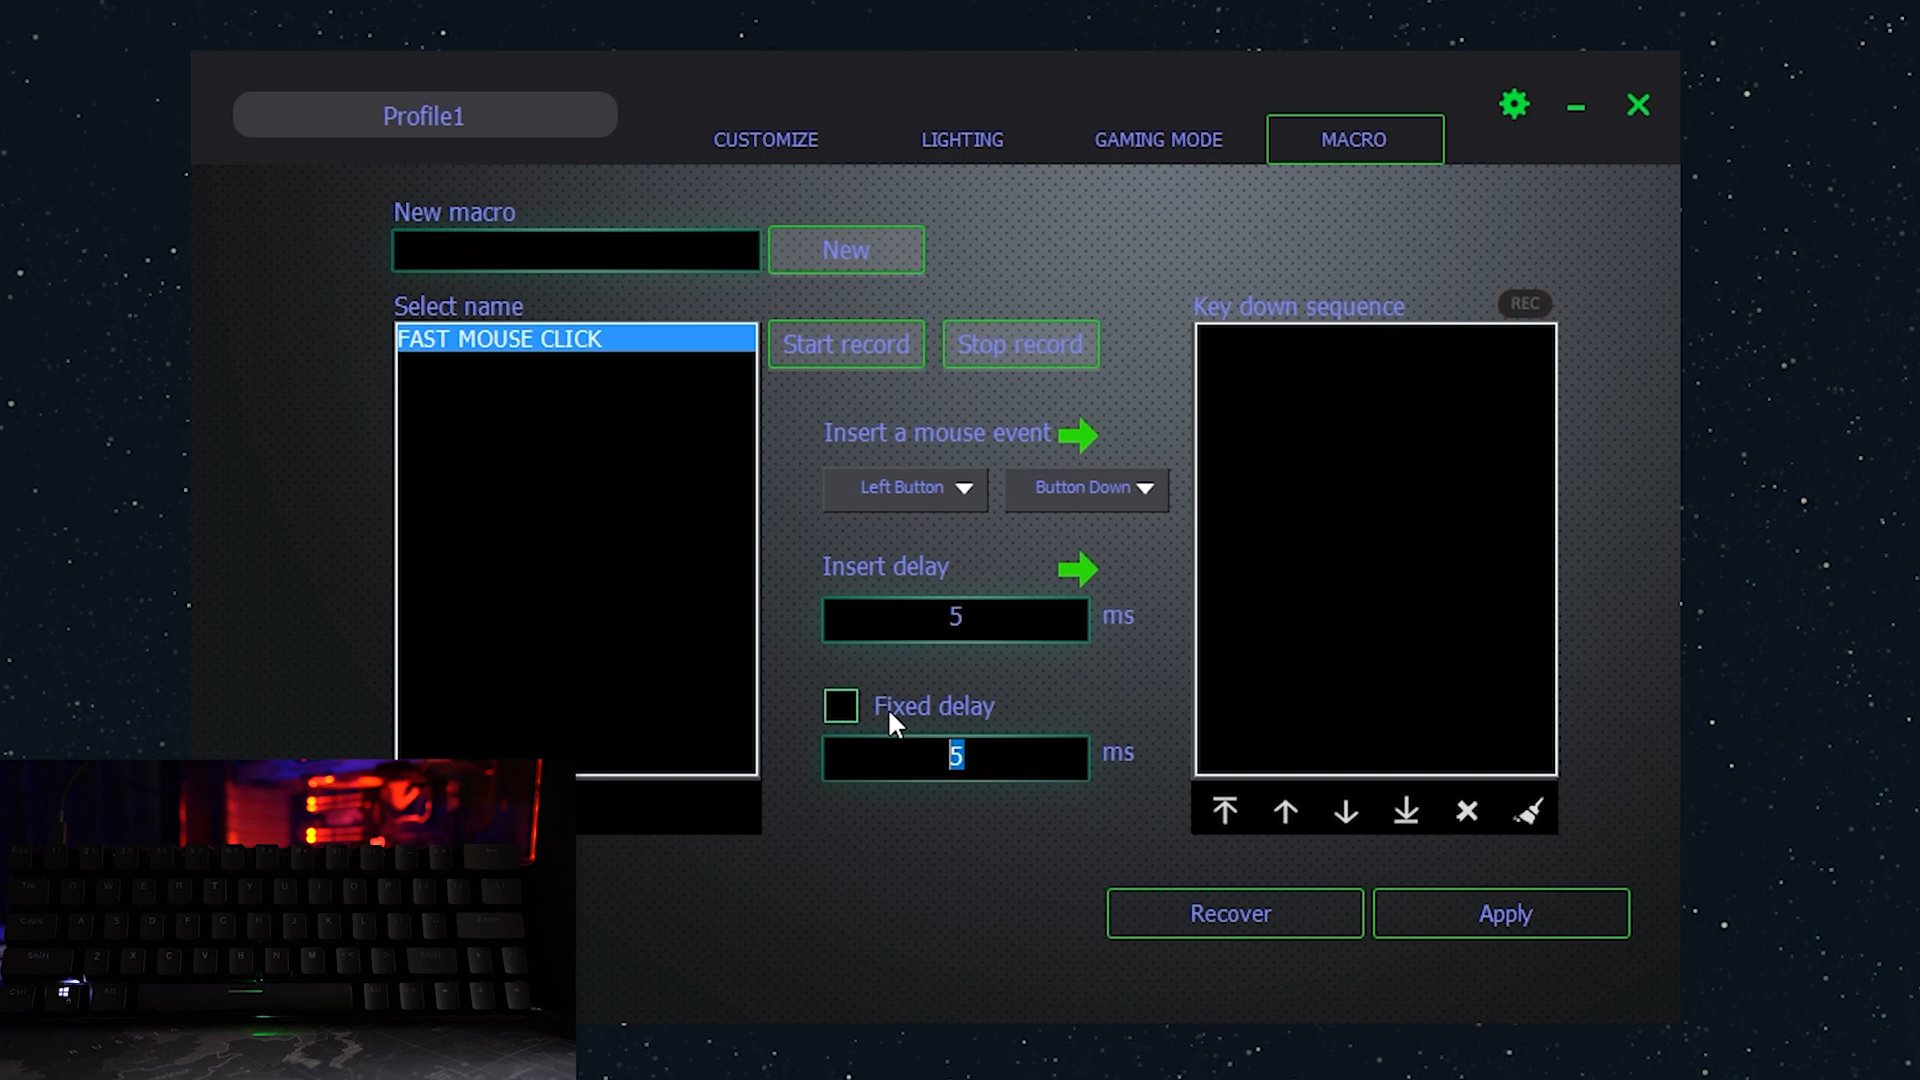 Profile1
CUSTOMIZE
LIGHTING
GAMING MODE
MACRO
New macro
New
Select name
Key down sequence
REC
FAST MOUSE CLICK
Start record
Stop record
Insert a mouse event
Left Button
Button Down
Insert delay
5
ms
Fixed delay
5
ms
Recover
Apply